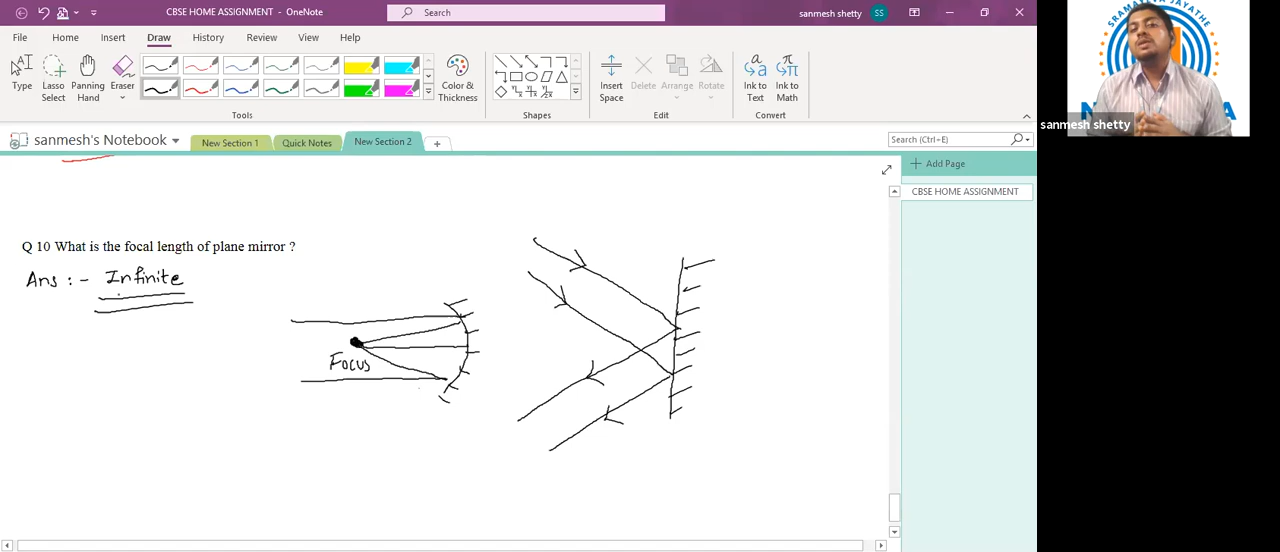 CBSE HOME ASSIGNMENT - OneNote
Search
sanmesh shetty
SS
File
Home
Insert
Draw
History
Review
View
Help
Type
Lasso Select
Panning Hand
Eraser
Color & Thickness
Insert Space
Delete
Arrange
Rotate
Ink to Text
Ink to Math
Tools
Shapes
Edit
Convert
sanmesh's Notebook
New Section 1
Quick Notes
New Section 2
Search (Ctrl+E)
Add Page
CBSE HOME ASSIGNMENT
Q 10 What is the focal length of plane mirror ?
Ans :- Infinite
Focus
SRAMAYEVA JAYATHE
sanmesh shetty